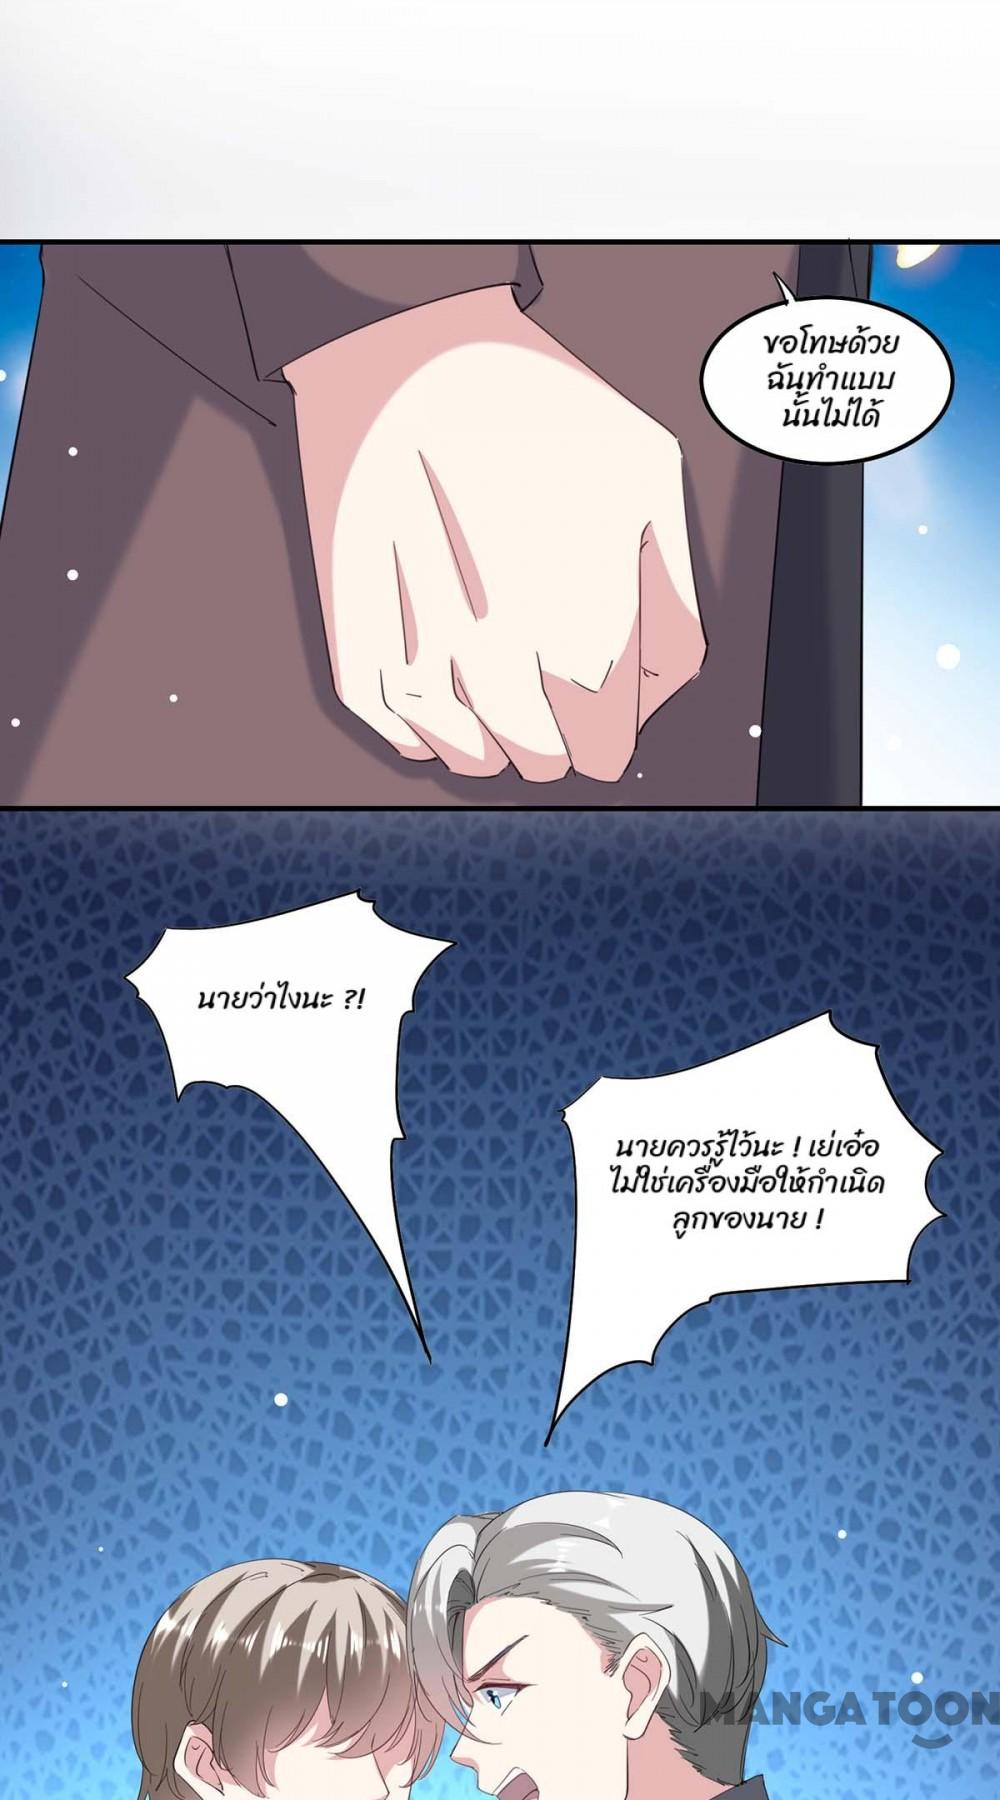 ขอโทษด้วย
ฉันทำแบบ
นั้นไม่ได้
นายว่าไงนะ ?!
นายควรรู้ไว้นะ ! เย่เอ๋อ
ไม่ใช่เครื่องมือให้กำเนิด
ลูกของนาย !
MANGATOON